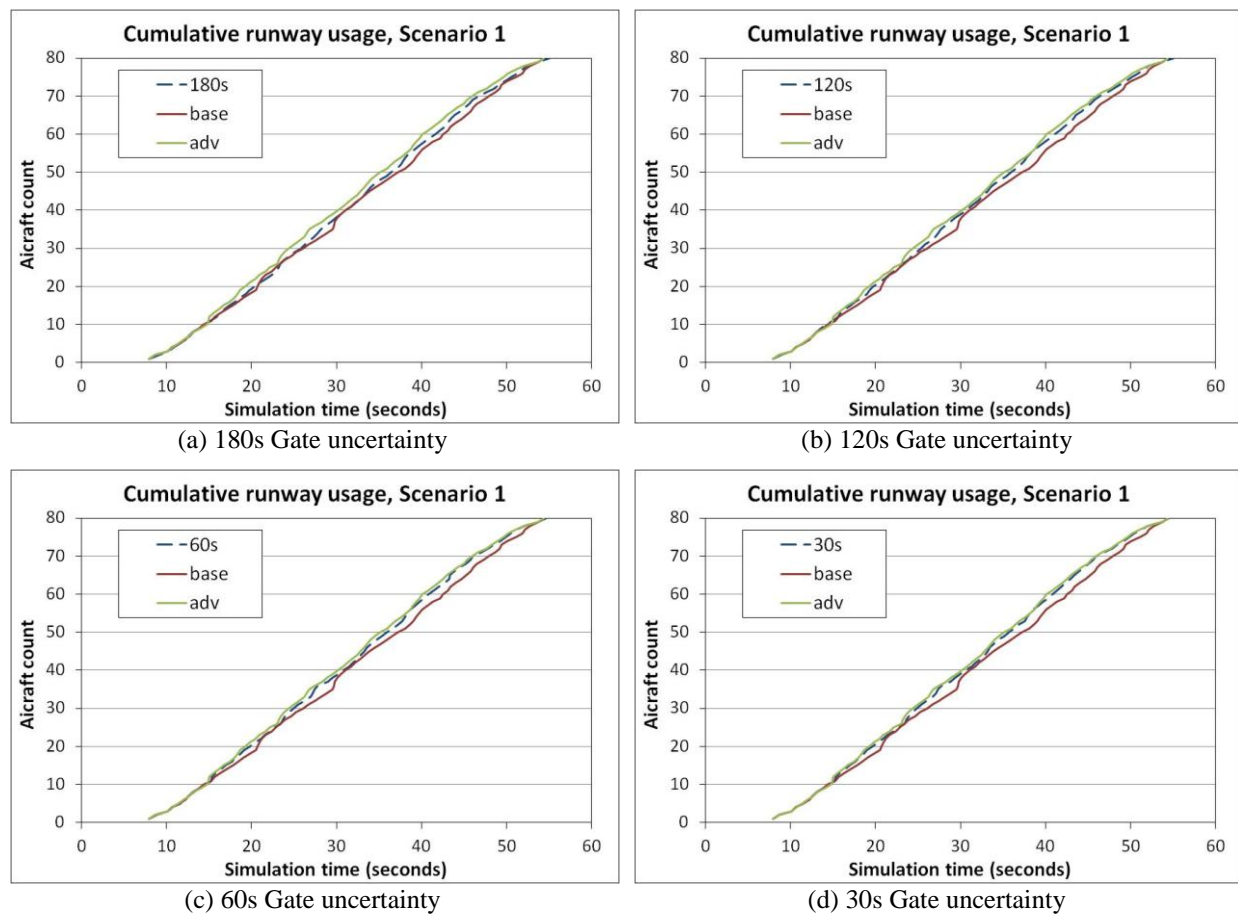 Cumulative runway usage, Scenario 1
80
70
60
50
40
30
20
10
0
Aicraft count
180s
base
adv
0 10 20 30 40 50 60
Simulation time (seconds)
(a) 180s Gate uncertainty
Cumulative runway usage, Scenario 1
80
70
60
50
40
30
20
10
0
Aicraft count
120s
base
adv
0 10 20 30 40 50 60
Simulation time (seconds)
(b) 120s Gate uncertainty
Cumulative runway usage, Scenario 1
80
70
60
50
40
30
20
10
0
Aicraft count
60s
base
adv
0 10 20 30 40 50 60
Simulation time (seconds)
(c) 60s Gate uncertainty
Cumulative runway usage, Scenario 1
80
70
60
50
40
30
20
10
0
Aicraft count
30s
base
adv
0 10 20 30 40 50 60
Simulation time (seconds)
(d) 30s Gate uncertainty